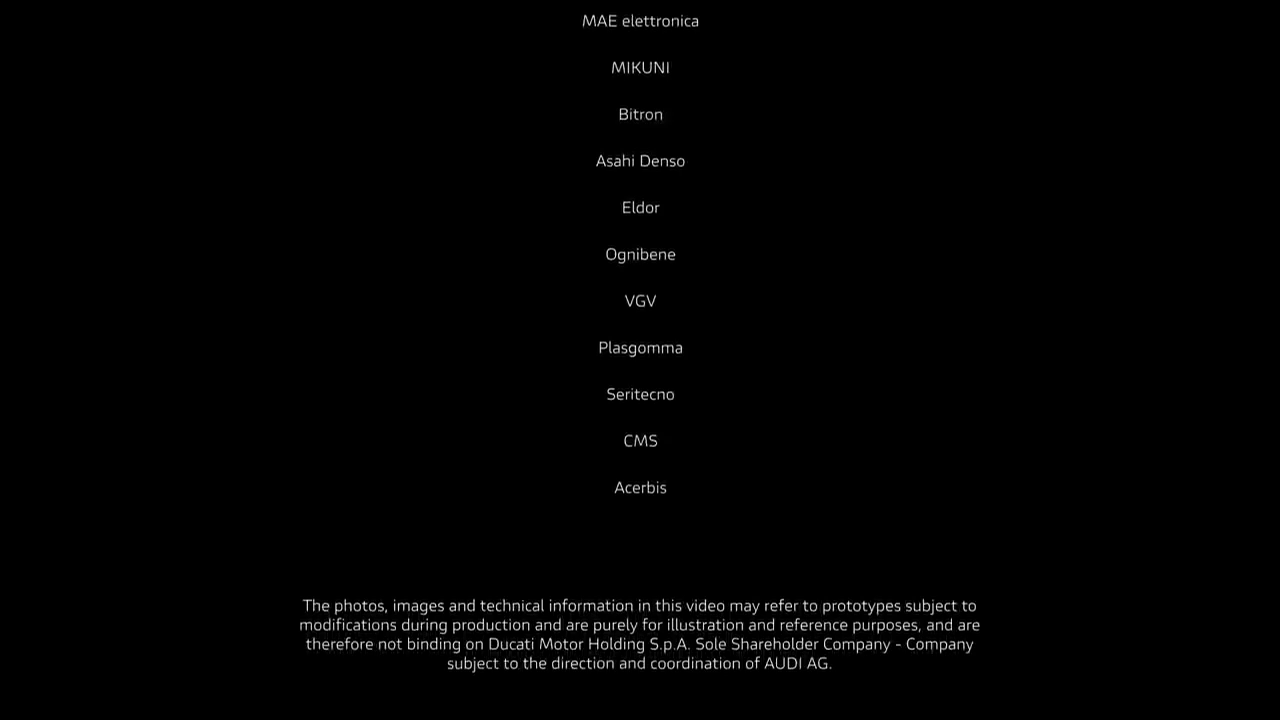 MAE elettronica
MIKUNI
Bitron
Asahi Denso
Eldor
Ognibene
VGV
Plasgomma
Seritecno
CMS
Acerbis
The photos, images and technical information in this video may refer to prototypes subject to
modifications during production and are purely for illustration and reference purposes, and are
therefore not binding on Ducati Motor Holding S.p.A. Sole Shareholder Company - Company
subject to the direction and coordination of AUDI AG.